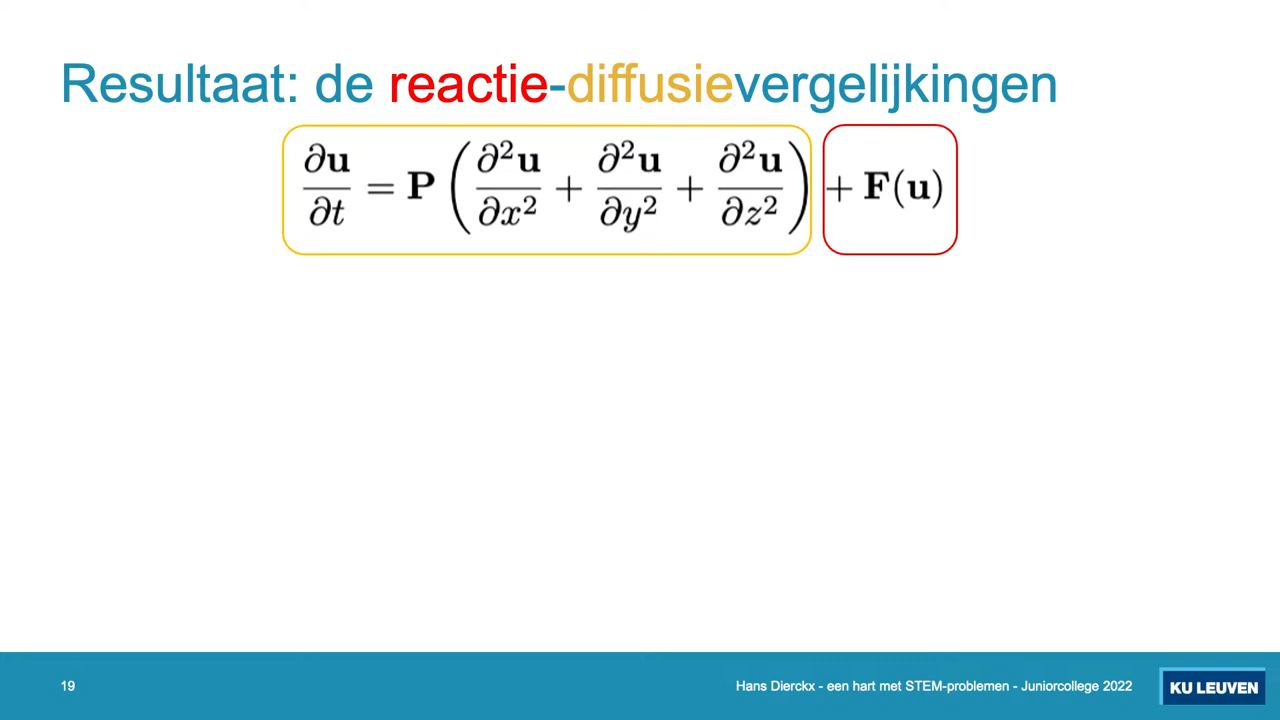 Resultaat: de reactie-diffusievergelijkingen
∂𝐮/∂t = 𝐏 (∂²𝐮/∂x² + ∂²𝐮/∂y² + ∂²𝐮/∂z²) + 𝐅(𝐮)
19
Hans Dierckx - een hart met STEM-problemen - Juniorcollege 2022
KU LEUVEN